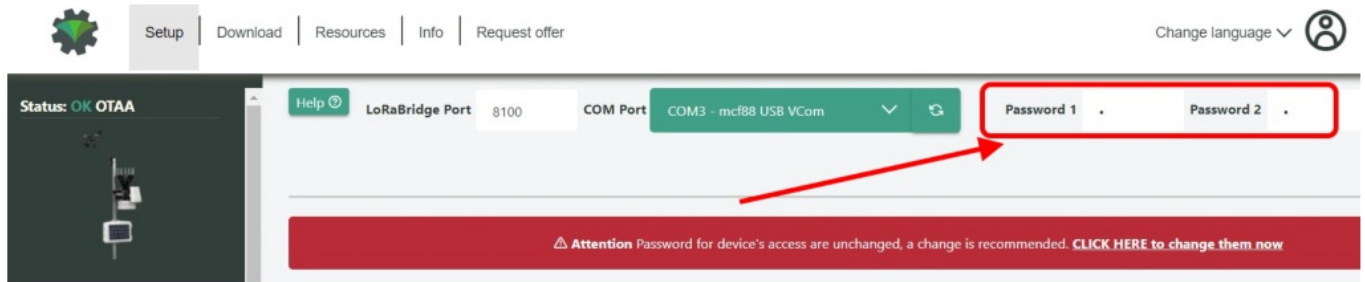 Setup Download Resources Info Request offer Change language
Status: OK OTAA
Help LoRaBridge Port 8100 COM Port COM3 - mcf88 USB VCom Password 1 . Password 2 .
Attention Password for device's access are unchanged, a change is recommended. CLICK HERE to change them now